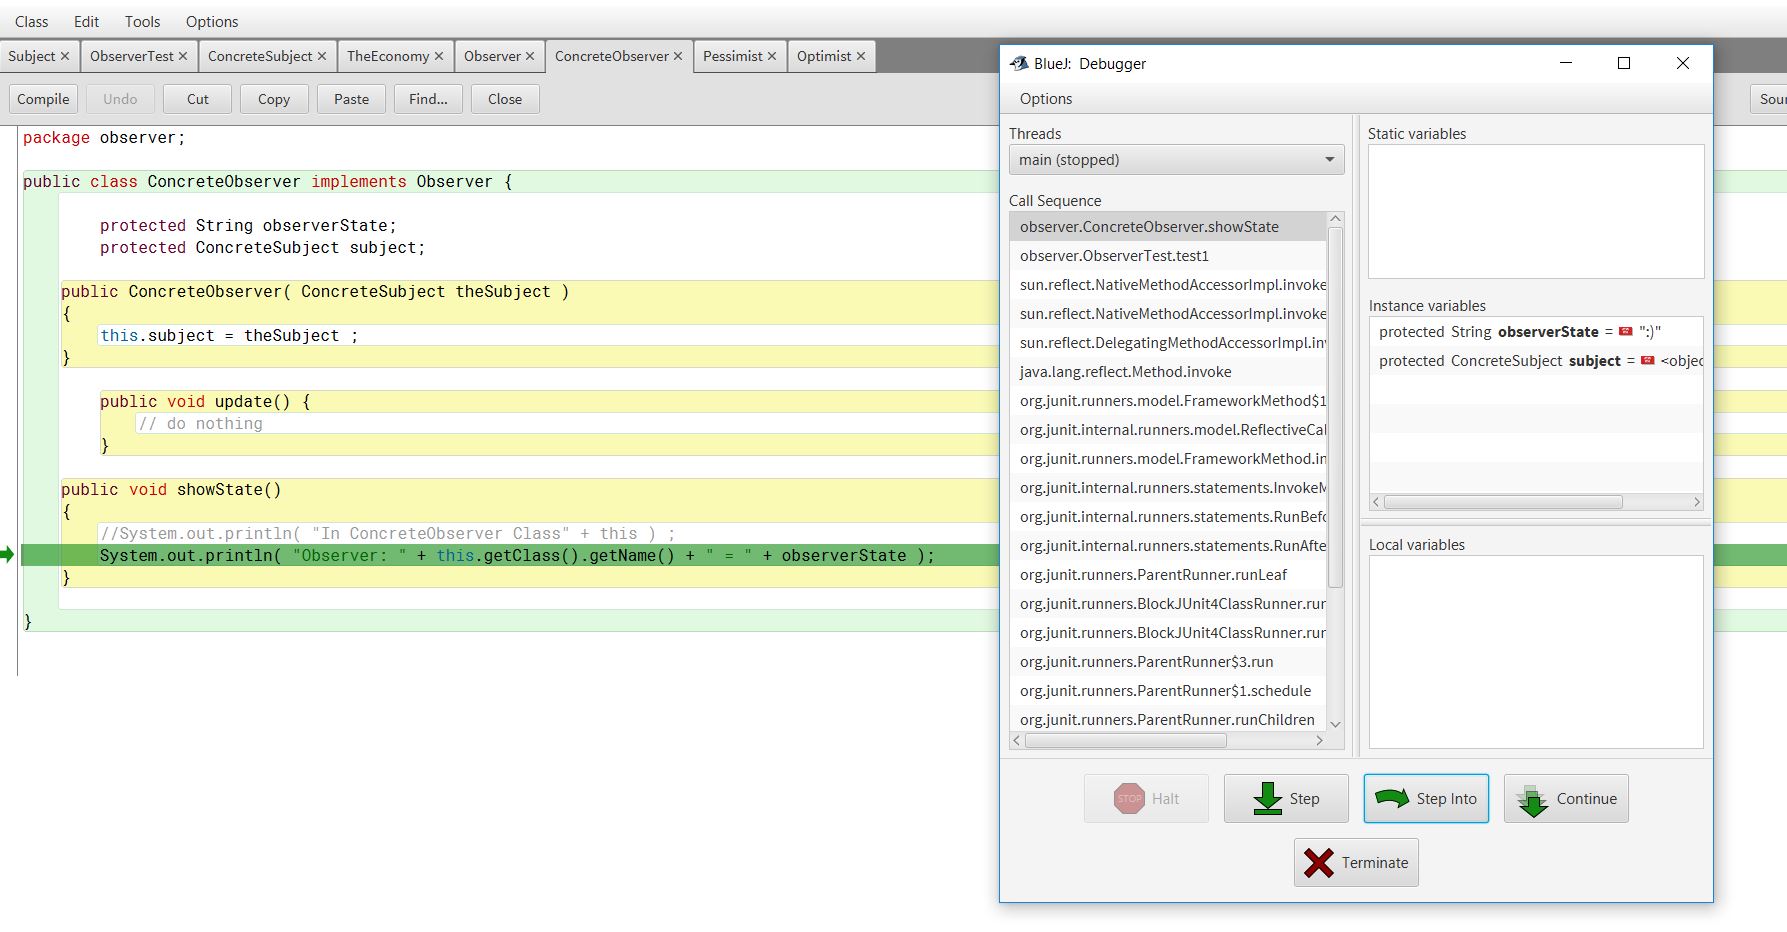 Class Edit Tools Options
Subject × ObserverTest × ConcreteSubject × TheEconomy × Observer × ConcreteObserver × Pessimist × Optimist ×
Compile Undo Cut Copy Paste Find... Close Sour
package observer;
public class ConcreteObserver implements Observer {
protected String observerState;
protected ConcreteSubject subject;
public ConcreteObserver( ConcreteSubject theSubject )
{
this.subject = theSubject ;
}
public void update() {
// do nothing
}
public void showState()
{
//System.out.println( "In ConcreteObserver Class" + this ) ;
System.out.println( "Observer: " + this.getClass().getName() + " = " + observerState );
}
}
BlueJ: Debugger
Options
Threads
main (stopped)
Call Sequence
observer.ConcreteObserver.showState
observer.ObserverTest.test1
sun.reflect.NativeMethodAccessorImpl.invoke
sun.reflect.NativeMethodAccessorImpl.invoke
sun.reflect.DelegatingMethodAccessorImpl.inv
java.lang.reflect.Method.invoke
org.junit.runners.model.FrameworkMethod$1
org.junit.internal.runners.model.ReflectiveCal
org.junit.runners.model.FrameworkMethod.in
org.junit.internal.runners.statements.InvokeM
org.junit.internal.runners.statements.RunBefo
org.junit.internal.runners.statements.RunAfte
org.junit.runners.ParentRunner.runLeaf
org.junit.runners.BlockJUnit4ClassRunner.run
org.junit.runners.BlockJUnit4ClassRunner.run
org.junit.runners.ParentRunner$3.run
org.junit.runners.ParentRunner$1.schedule
org.junit.runners.ParentRunner.runChildren
Static variables
Instance variables
protected String observerState = ":)"
protected ConcreteSubject subject = <objec
Local variables
STOP Halt Step Step Into Continue
Terminate